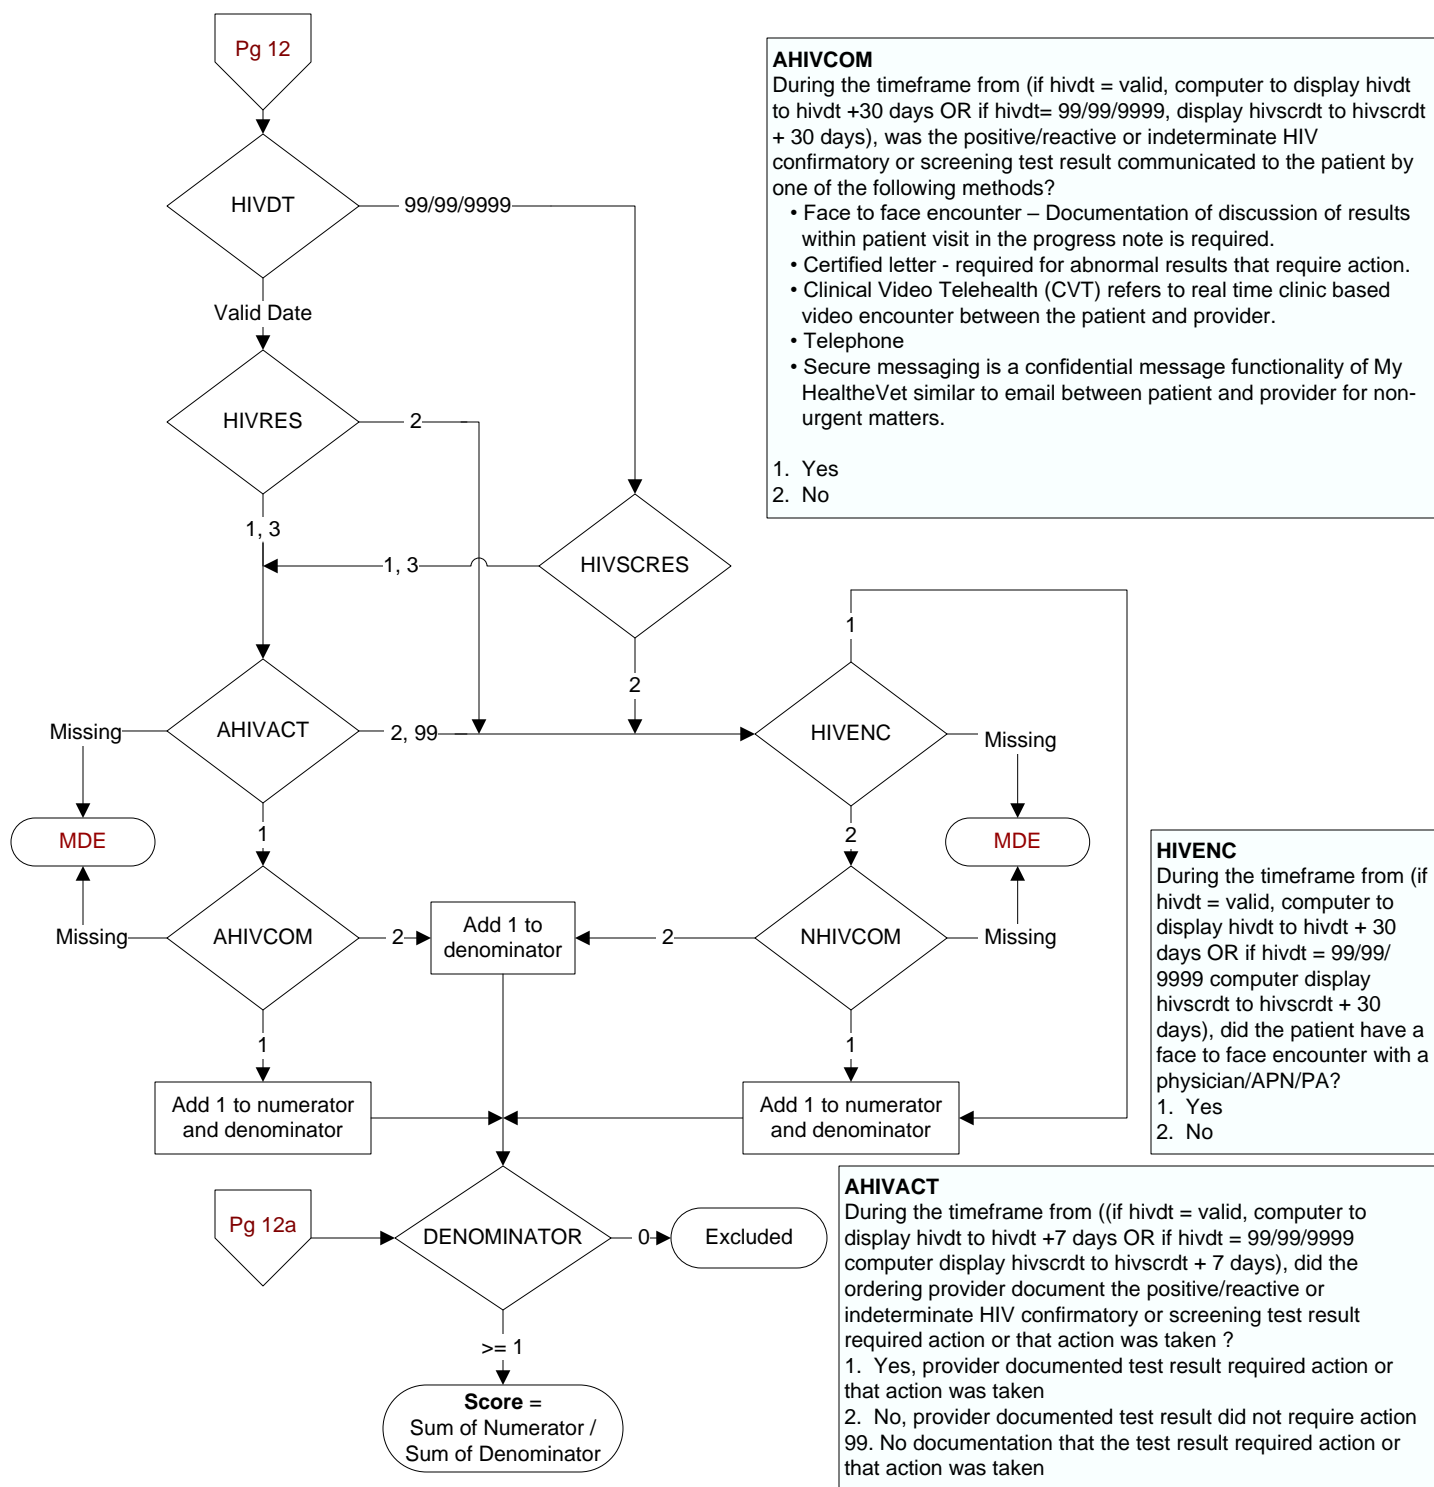 Pg 12
HIVDT
99/99/9999
Valid Date
HIVRES
2
1, 3
HIVSCRES
1, 3
2
AHIVACT
Missing
2, 99
1
MDE
AHIVCOM
Missing
2
1
Add 1 to
denominator
HIVENC
1
Missing
2
MDE
NHIVCOM
2
Missing
1
Add 1 to numerator
and denominator
Add 1 to numerator
and denominator
Pg 12a
DENOMINATOR
0
Excluded
>= 1
Score =
Sum of Numerator /
Sum of Denominator
AHIVCOM
During the timeframe from (if hivdt = valid, computer to display hivdt
to hivdt +30 days OR if hivdt= 99/99/9999, display hivscrdt to hivscrdt
+ 30 days), was the positive/reactive or indeterminate HIV
confirmatory or screening test result communicated to the patient by
one of the following methods?
• Face to face encounter – Documentation of discussion of results
within patient visit in the progress note is required.
• Certified letter - required for abnormal results that require action.
• Clinical Video Telehealth (CVT) refers to real time clinic based
video encounter between the patient and provider.
• Telephone
• Secure messaging is a confidential message functionality of My
HealtheVet similar to email between patient and provider for non-
urgent matters.
1. Yes
2. No
HIVENC
During the timeframe from (if
hivdt = valid, computer to
display hivdt to hivdt + 30
days OR if hivdt = 99/99/
9999 computer display
hivscrdt to hivscrdt + 30
days), did the patient have a
face to face encounter with a
physician/APN/PA?
1. Yes
2. No
AHIVACT
During the timeframe from ((if hivdt = valid, computer to
display hivdt to hivdt +7 days OR if hivdt = 99/99/9999
computer display hivscrdt to hivscrdt + 7 days), did the
ordering provider document the positive/reactive or
indeterminate HIV confirmatory or screening test result
required action or that action was taken ?
1. Yes, provider documented test result required action or
that action was taken
2. No, provider documented test result did not require action
99. No documentation that the test result required action or
that action was taken